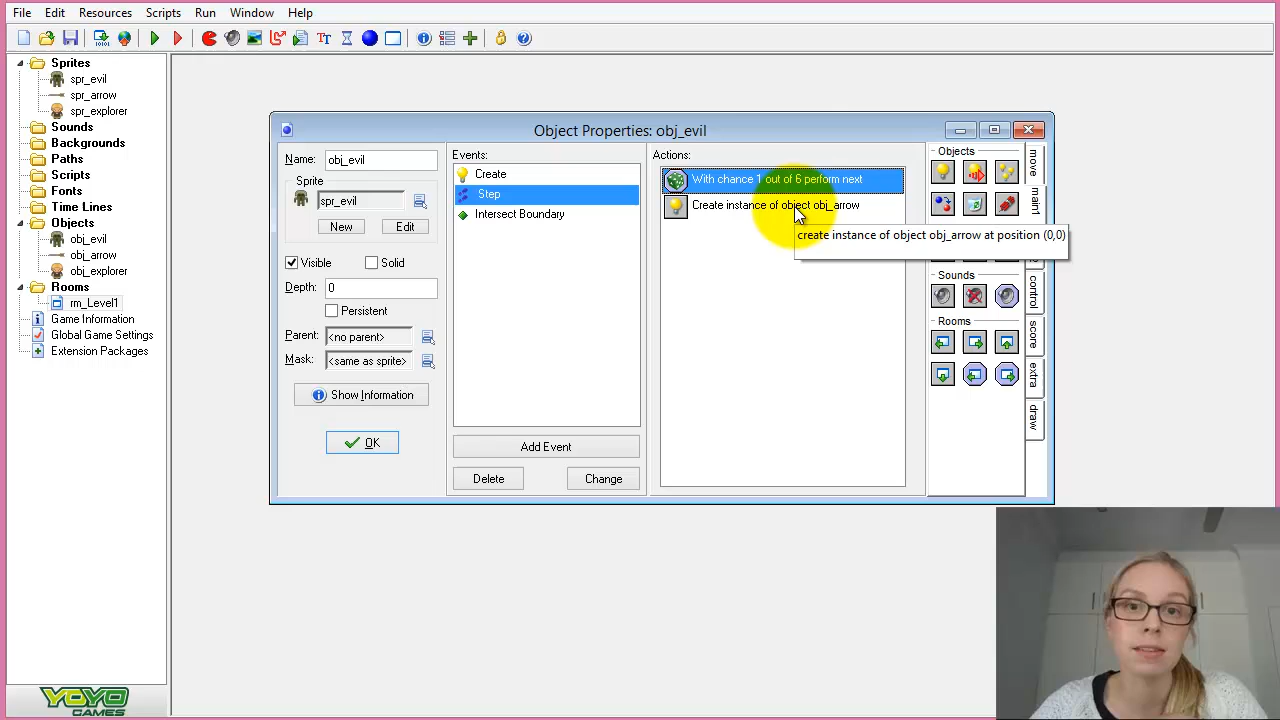 File Edit Resources Scripts Run Window Help
Sprites
spr_evil
spr_arrow
spr_explorer
Sounds
Backgrounds
Paths
Scripts
Fonts
Time Lines
Objects
obj_evil
obj_arrow
obj_explorer
Rooms
rm_Level1
Game Information
Global Game Settings
Extension Packages
YOYO
GAMES
Object Properties: obj_evil
Name: obj_evil
Sprite
spr_evil
New Edit
Visible Solid
Depth: 0
Persistent
Parent: <no parent>
Mask: <same as sprite>
Show Information
OK
Events:
Create
Step
Intersect Boundary
Add Event
Delete Change
Actions:
With chance 1 out of 6 perform next
Create instance of object obj_arrow
create instance of object obj_arrow at position (0,0)
Objects
Sounds
Rooms
move
main1
control
score
extra
draw